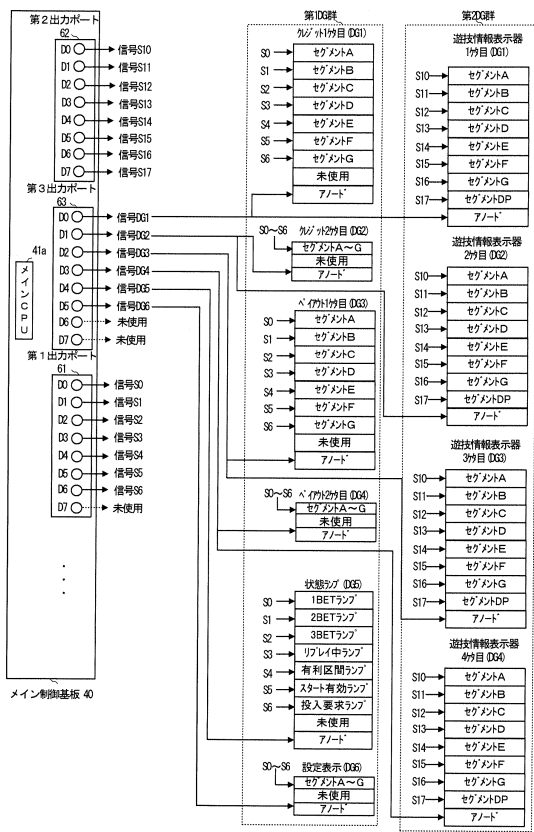 第2出力ポート
62
D0 信号S10
D1 信号S11
D2 信号S12
D3 信号S13
D4 信号S14
D5 信号S15
D6 信号S16
D7 信号S17
第3出力ポート
63
D0 信号DG1
D1 信号DG2
D2 信号DG3
D3 信号DG4
D4 信号DG5
D5 信号DG6
D6 未使用
D7 未使用
41a
メインCPU
第1出力ポート
61
D0 信号S0
D1 信号S1
D2 信号S2
D3 信号S3
D4 信号S4
D5 信号S5
D6 信号S6
D7 未使用
メイン制御基板 40
第1DG群
クレジット1ケタ目 (DG1)
S0 セグメントA
S1 セグメントB
S2 セグメントC
S3 セグメントD
S4 セグメントE
S5 セグメントF
S6 セグメントG
未使用
アノード
S0～S6 クレジット2ケタ目 (DG2)
セグメントA～G
未使用
アノード
ペイアウト1ケタ目 (DG3)
S0 セグメントA
S1 セグメントB
S2 セグメントC
S3 セグメントD
S4 セグメントE
S5 セグメントF
S6 セグメントG
未使用
アノード
S0～S6 ペイアウト2ケタ目 (DG4)
セグメントA～G
未使用
アノード
状態ランプ (DG5)
S0 1BETランプ
S1 2BETランプ
S2 3BETランプ
S3 リプレイ中ランプ
S4 有利区間ランプ
S5 スタート有効ランプ
S6 投入要求ランプ
未使用
アノード
S0～S6 設定表示 (DG6)
セグメントA～G
未使用
アノード
第2DG群
遊技情報表示器
1ケタ目 (DG1)
S10 セグメントA
S11 セグメントB
S12 セグメントC
S13 セグメントD
S14 セグメントE
S15 セグメントF
S16 セグメントG
S17 セグメントDP
アノード
遊技情報表示器
2ケタ目 (DG2)
S10 セグメントA
S11 セグメントB
S12 セグメントC
S13 セグメントD
S14 セグメントE
S15 セグメントF
S16 セグメントG
S17 セグメントDP
アノード
遊技情報表示器
3ケタ目 (DG3)
S10 セグメントA
S11 セグメントB
S12 セグメントC
S13 セグメントD
S14 セグメントE
S15 セグメントF
S16 セグメントG
S17 セグメントDP
アノード
遊技情報表示器
4ケタ目 (DG4)
S10 セグメントA
S11 セグメントB
S12 セグメントC
S13 セグメントD
S14 セグメントE
S15 セグメントF
S16 セグメントG
S17 セグメントDP
アノード